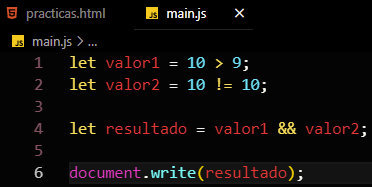 practicas.html
main.js
main.js > ...
1 let valor1 = 10 > 9;
2 let valor2 = 10 != 10;
3
4 let resultado = valor1 && valor2;
5
6 document.write(resultado);